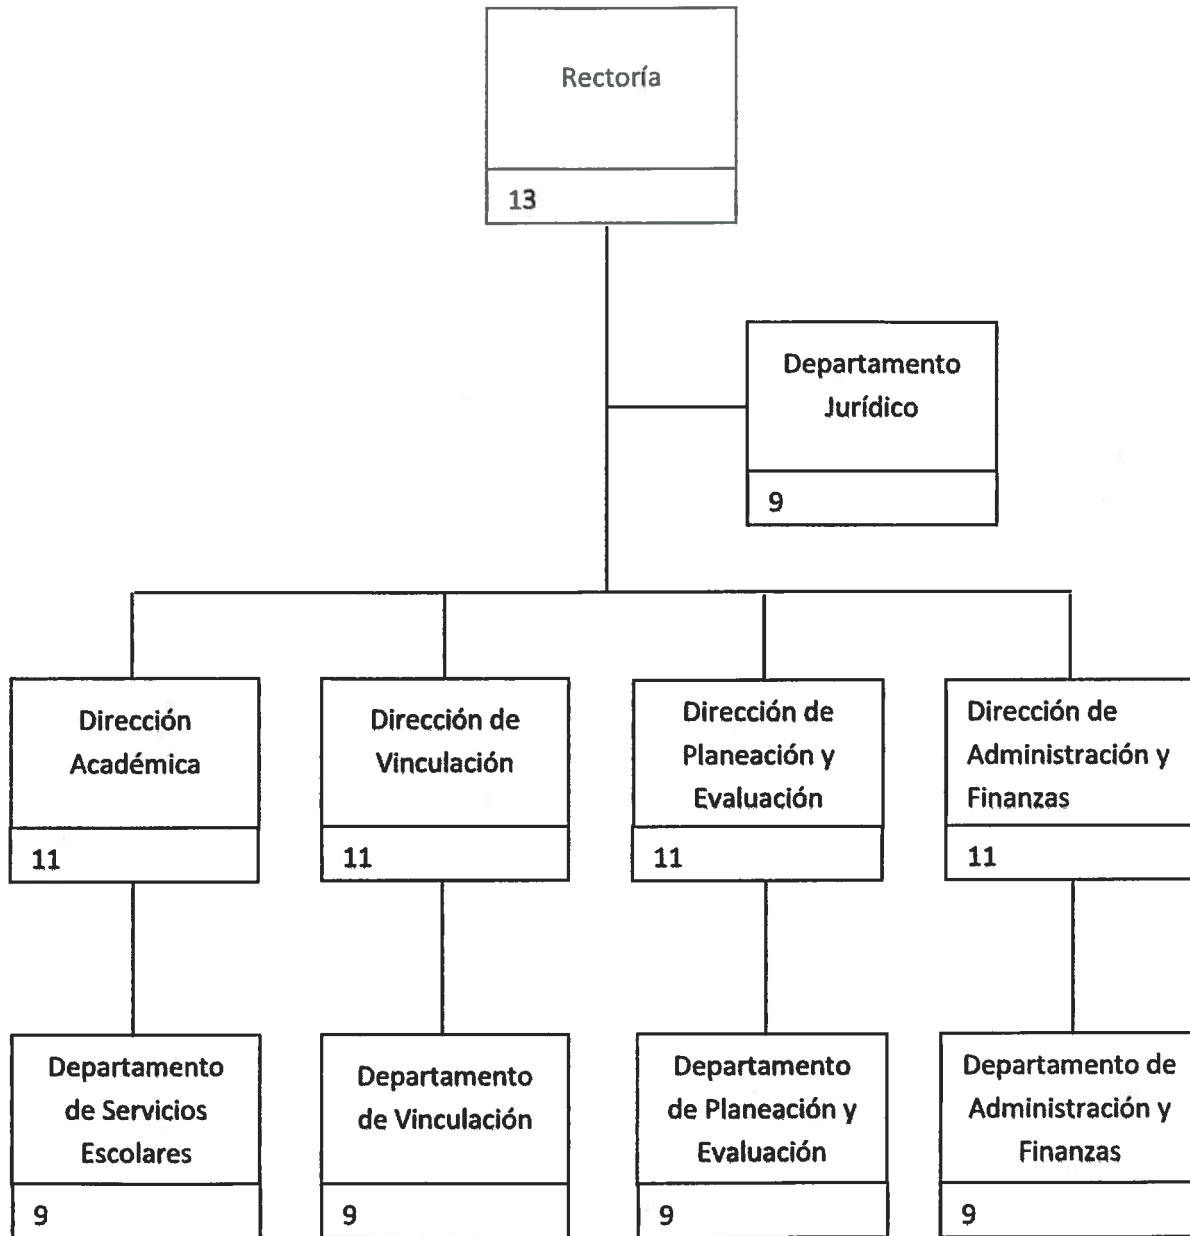 Rectoría
13
Departamento
Jurídico
9
Dirección
Académica
11
Dirección de
Vinculación
11
Dirección de
Planeación y
Evaluación
11
Dirección de
Administración y
Finanzas
11
Departamento
de Servicios
Escolares
9
Departamento
de Vinculación
9
Departamento
de Planeación y
Evaluación
9
Departamento de
Administración y
Finanzas
9